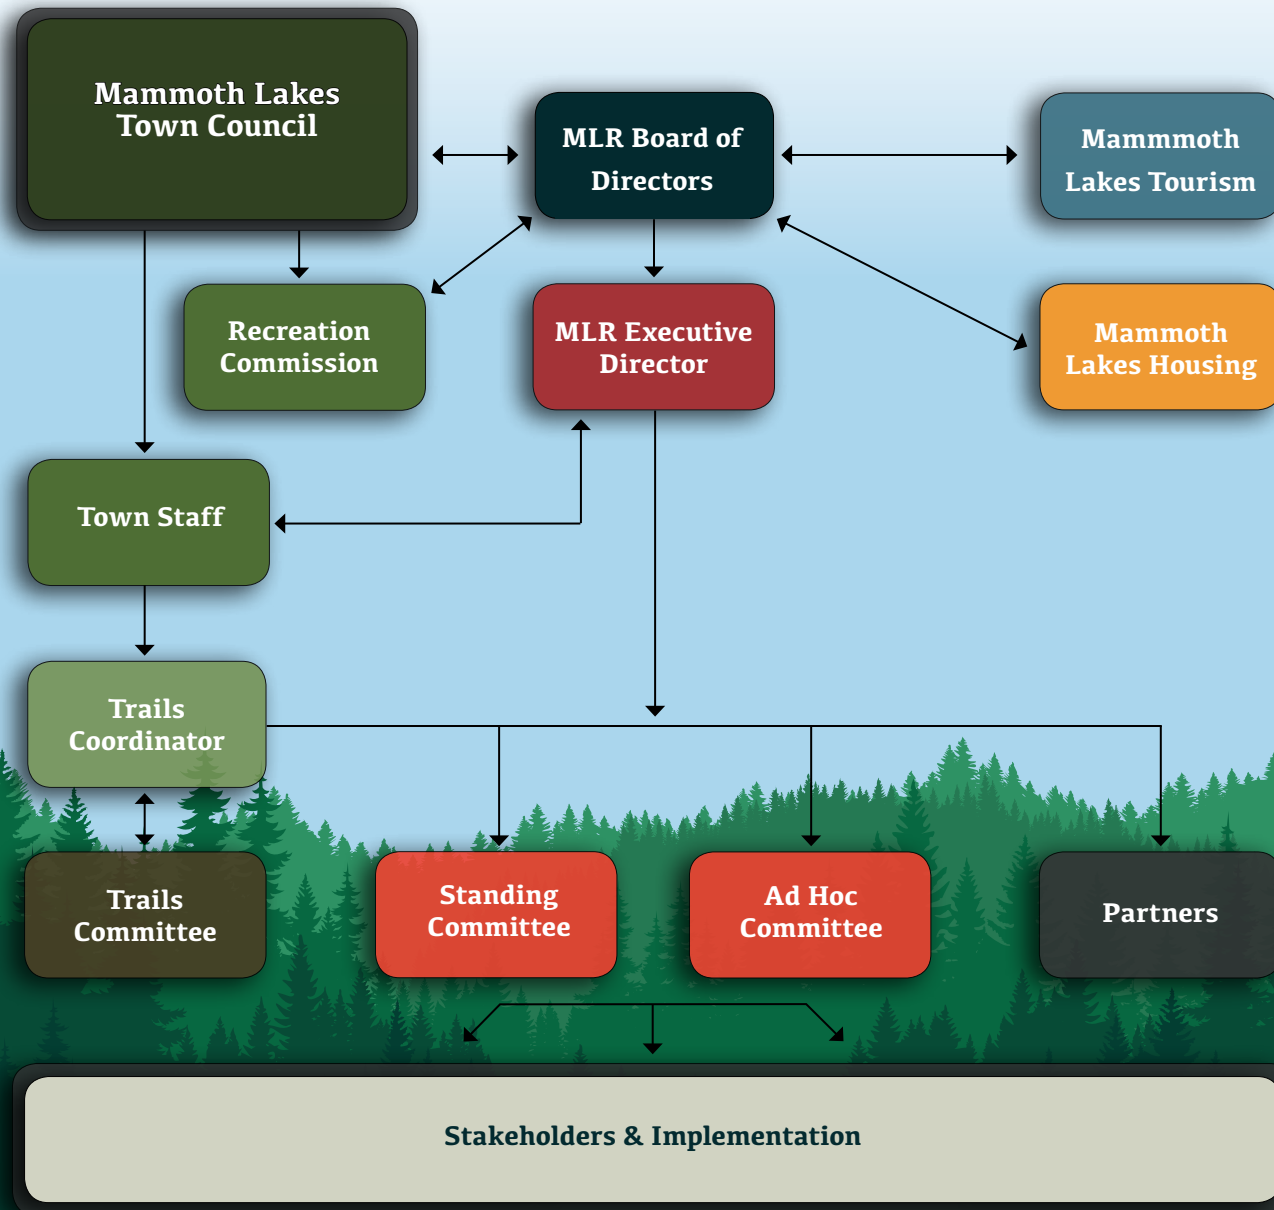 Mammoth Lakes
Town Council
MLR Board of
Directors
Mammmoth
Lakes Tourism
Recreation
Commission
MLR Executive
Director
Mammoth
Lakes Housing
Town Staff
Trails
Coordinator
Trails
Committee
Standing
Committee
Ad Hoc
Committee
Partners
Stakeholders & Implementation